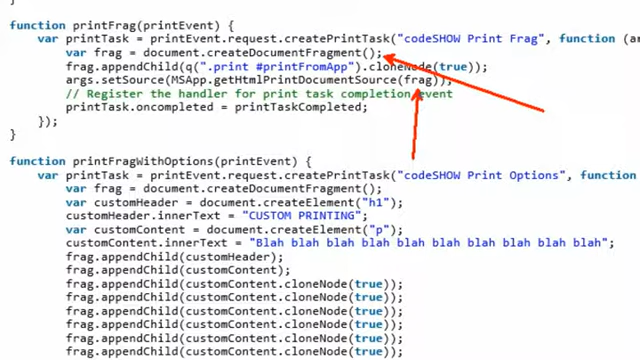 }
function printFrag(printEvent) {
var printTask = printEvent.request.createPrintTask("codeSHOW Print Frag", function (ar
var frag = document.createDocumentFragment();
frag.appendChild(q(".print #printFromApp").cloneNode(true));
args.setSource(MSApp.getHtmlPrintDocumentSource(frag));
// Register the handler for print task completion event
printTask.oncompleted = printTaskCompleted;
});
}
function printFragWithOptions(printEvent) {
var printTask = printEvent.request.createPrintTask("codeSHOW Print Options", function
var frag = document.createDocumentFragment();
var customHeader = document.createElement("h1");
customHeader.innerText = "CUSTOM PRINTING";
var customContent = document.createElement("p");
customContent.innerText = "Blah blah blah blah blah blah blah blah blah blah";
frag.appendChild(customHeader);
frag.appendChild(customContent);
frag.appendChild(customContent.cloneNode(true));
frag.appendChild(customContent.cloneNode(true));
frag.appendChild(customContent.cloneNode(true));
frag.appendChild(customContent.cloneNode(true));
frag.appendChild(customContent.cloneNode(true));
frag.appendChild(customContent.cloneNode(true));